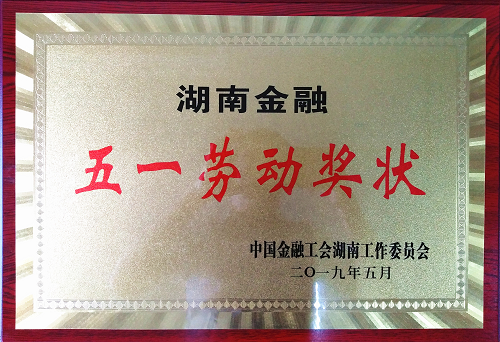 湖南金融
五一劳动奖状
中国金融工会湖南工作委员会
二〇一九年五月